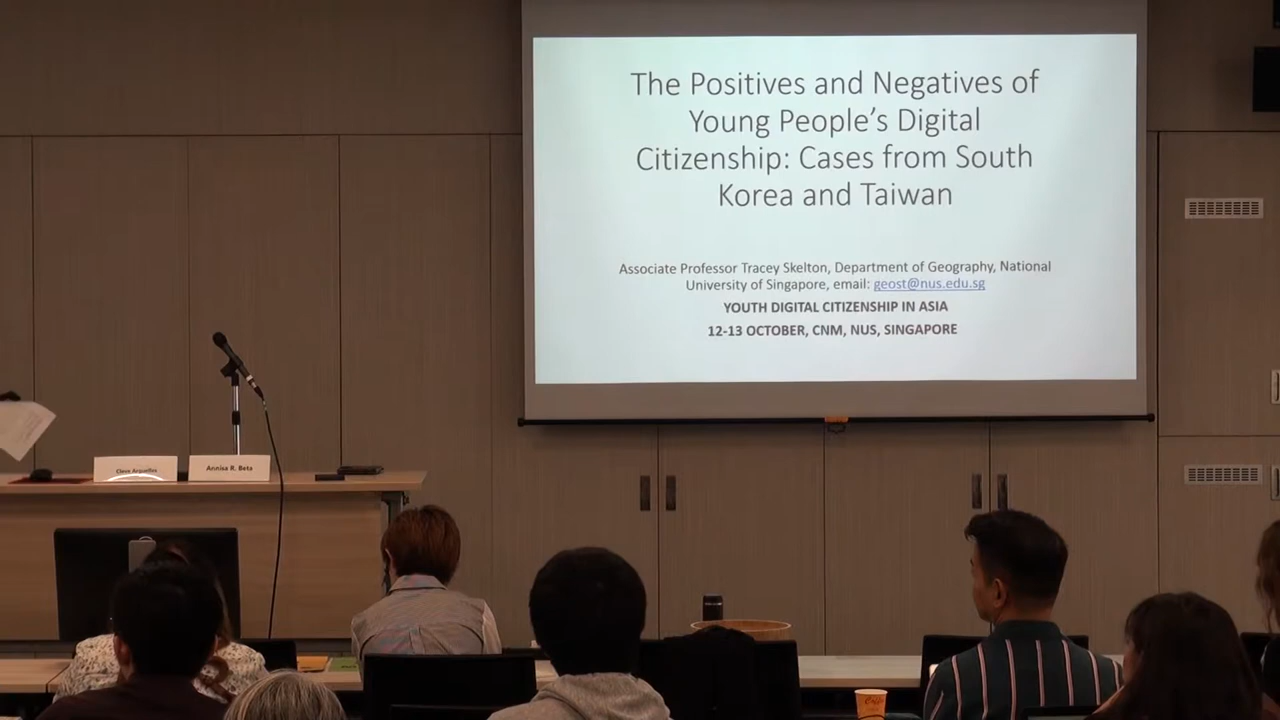 The Positives and Negatives of
Young People's Digital
Citizenship: Cases from South
Korea and Taiwan
Associate Professor Tracey Skelton, Department of Geography, National
University of Singapore, email: geost@nus.edu.sg
YOUTH DIGITAL CITIZENSHIP IN ASIA
12-13 OCTOBER, CNM, NUS, SINGAPORE
Annisa R. Beta